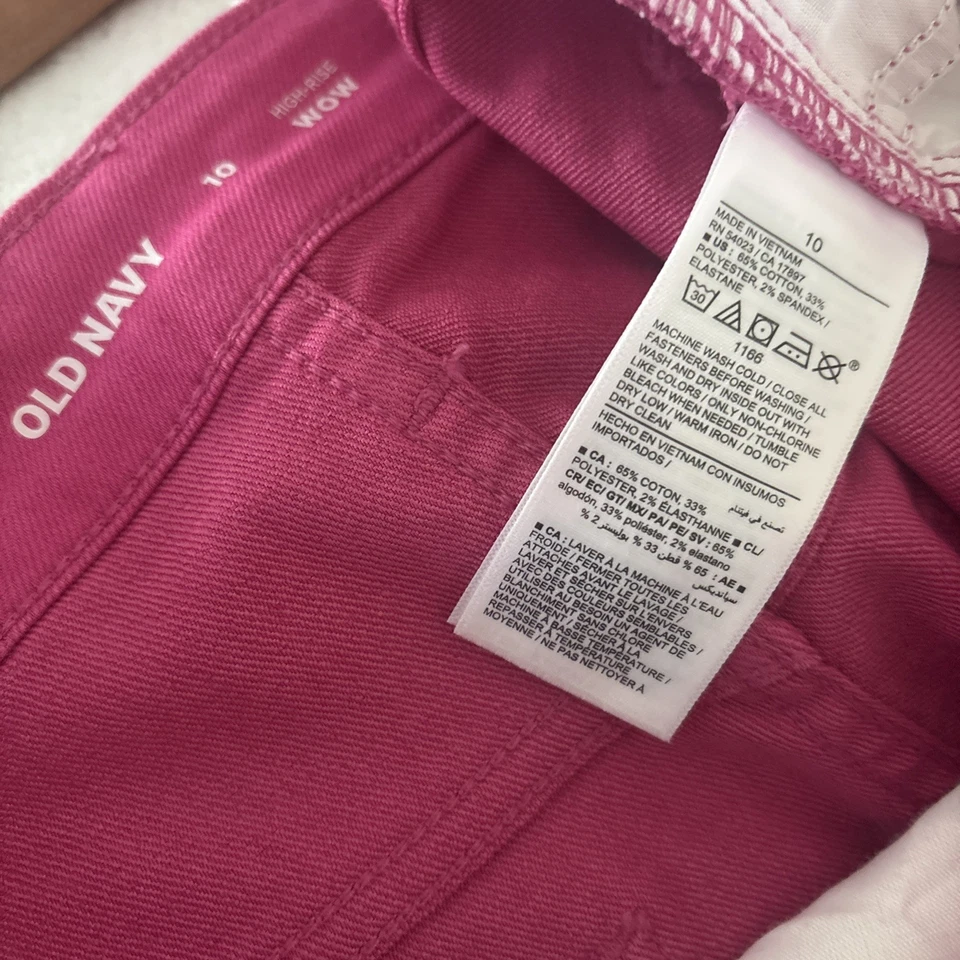 HIGH-RISE
WOW
10
OLD NAVY
10
MADE IN VIETNAM
RN 54023 / CA 17897
■ US : 65% COTTON, 33%
POLYESTER, 2% SPANDEX /
ELASTANE
30
1166
®
MACHINE WASH COLD / CLOSE ALL
FASTENERS BEFORE WASHING /
WASH AND DRY INSIDE OUT WITH
LIKE COLORS / ONLY NON-CHLORINE
BLEACH WHEN NEEDED / TUMBLE
DRY LOW / WARM IRON / DO NOT
DRY CLEAN
HECHO EN VIETNAM CON INSUMOS
IMPORTADOS /
تصنع في فيتنام
■ CA : 65% COTON, 33%
POLYESTER, 2% ÉLASTHANNE ■ CL/
CR/ EC/ GT/ MX/ PA/ PE/ SV : 65%
algodón, 33% poliéster, 2% elastano
■ AE : 65 % قطن 33 % بوليستر 2 %
سباندیکس
■ CA : LAVER À LA MACHINE À L'EAU
FROIDE / FERMER TOUTES LES
ATTACHES AVANT LE LAVAGE /
LAVER ET SÉCHER SUR L'ENVERS
AVEC DES COULEURS SEMBLABLES /
UTILISER AU BESOIN UN AGENT DE
BLANCHIMENT SANS CHLORE
UNIQUEMENT / SÉCHER À LA
MACHINE À BASSE TEMPÉRATURE /
REPASSER À TEMPÉRATURE
MOYENNE / NE PAS NETTOYER À